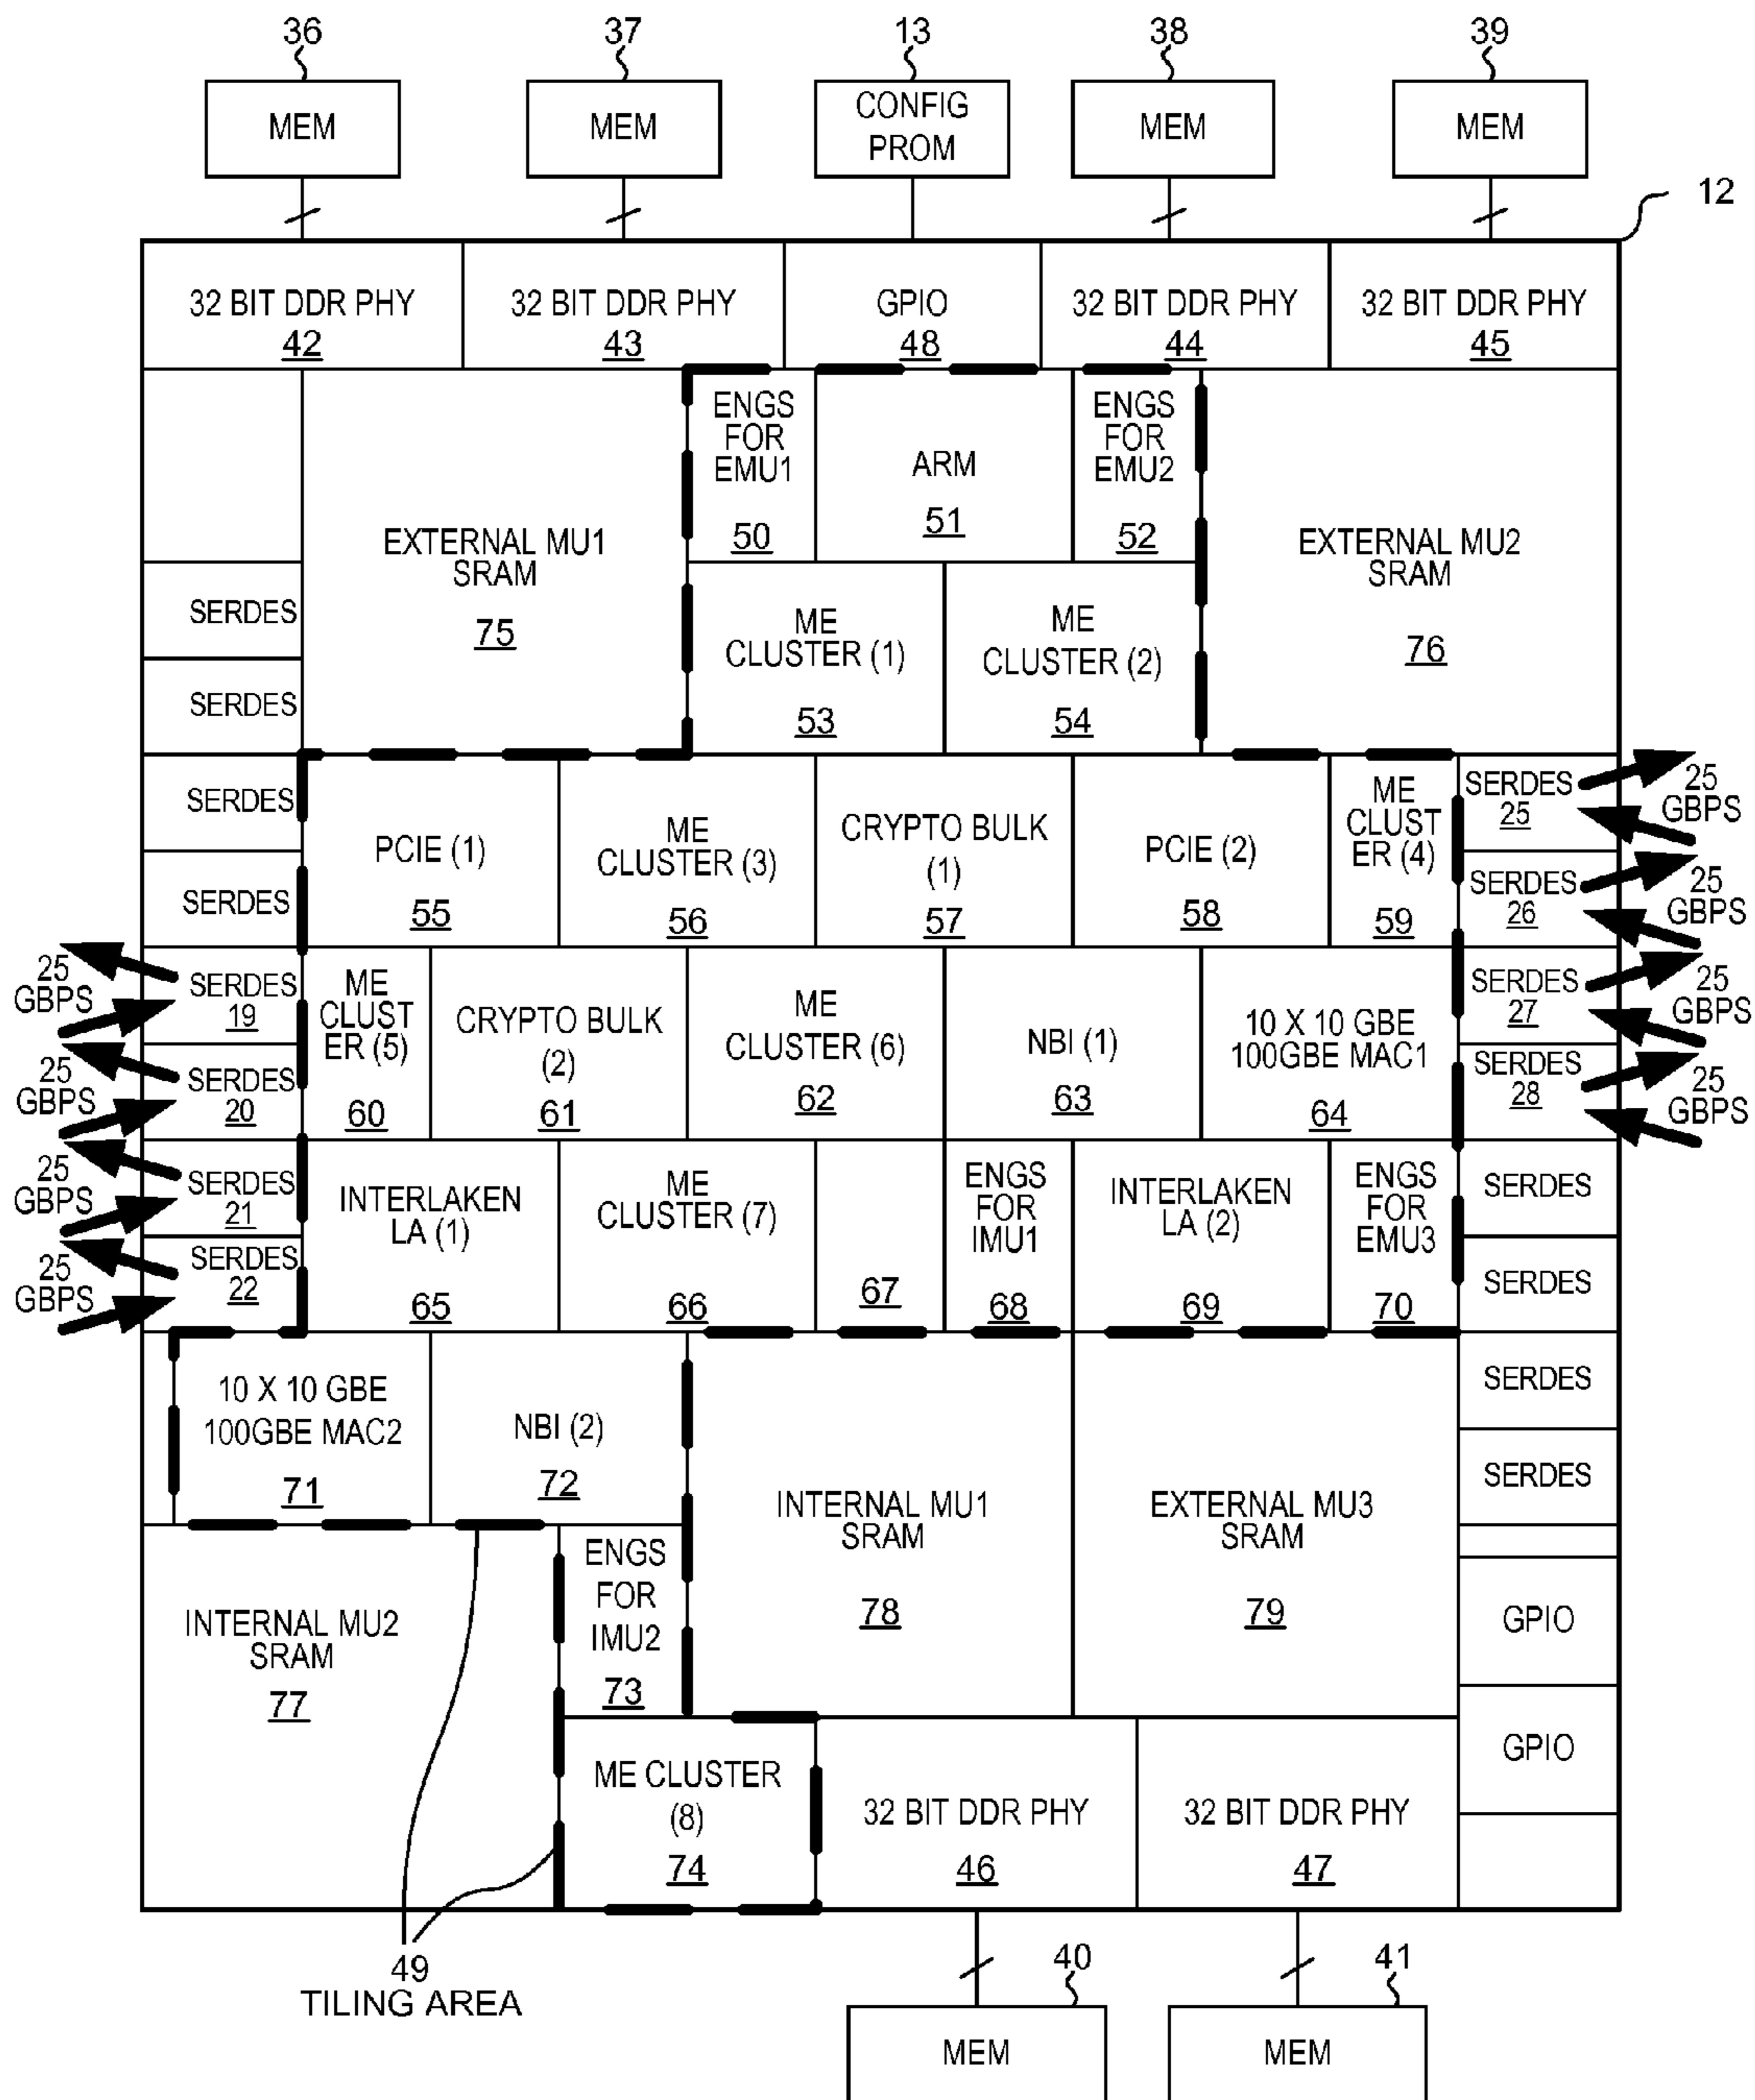 36
37
13
38
39
MEM
MEM
CONFIG
PROM
MEM
MEM
12
32 BIT DDR PHY
42
32 BIT DDR PHY
43
GPIO
48
32 BIT DDR PHY
44
32 BIT DDR PHY
45
EXTERNAL MU1
SRAM
75
ENGS
FOR
EMU1
50
ARM
51
ENGS
FOR
EMU2
52
EXTERNAL MU2
SRAM
76
SERDES
SERDES
ME
CLUSTER (1)
53
ME
CLUSTER (2)
54
SERDES
SERDES
PCIE (1)
55
ME
CLUSTER (3)
56
CRYPTO BULK
(1)
57
PCIE (2)
58
ME
CLUST
ER (4)
59
SERDES
25
25
GBPS
SERDES
26
25
GBPS
25
GBPS
SERDES
19
25
GBPS
SERDES
20
ME
CLUST
ER (5)
60
CRYPTO BULK
(2)
61
ME
CLUSTER (6)
62
NBI (1)
63
10 X 10 GBE
100GBE MAC1
64
SERDES
27
25
GBPS
SERDES
28
25
GBPS
25
GBPS
SERDES
21
25
GBPS
SERDES
22
INTERLAKEN
LA (1)
65
ME
CLUSTER (7)
66
67
ENGS
FOR
IMU1
68
INTERLAKEN
LA (2)
69
ENGS
FOR
EMU3
70
SERDES
SERDES
10 X 10 GBE
100GBE MAC2
71
NBI (2)
72
INTERNAL MU1
SRAM
78
EXTERNAL MU3
SRAM
79
SERDES
SERDES
INTERNAL MU2
SRAM
77
ENGS
FOR
IMU2
73
GPIO
GPIO
ME CLUSTER
(8)
74
32 BIT DDR PHY
46
32 BIT DDR PHY
47
49
TILING AREA
40
41
MEM
MEM